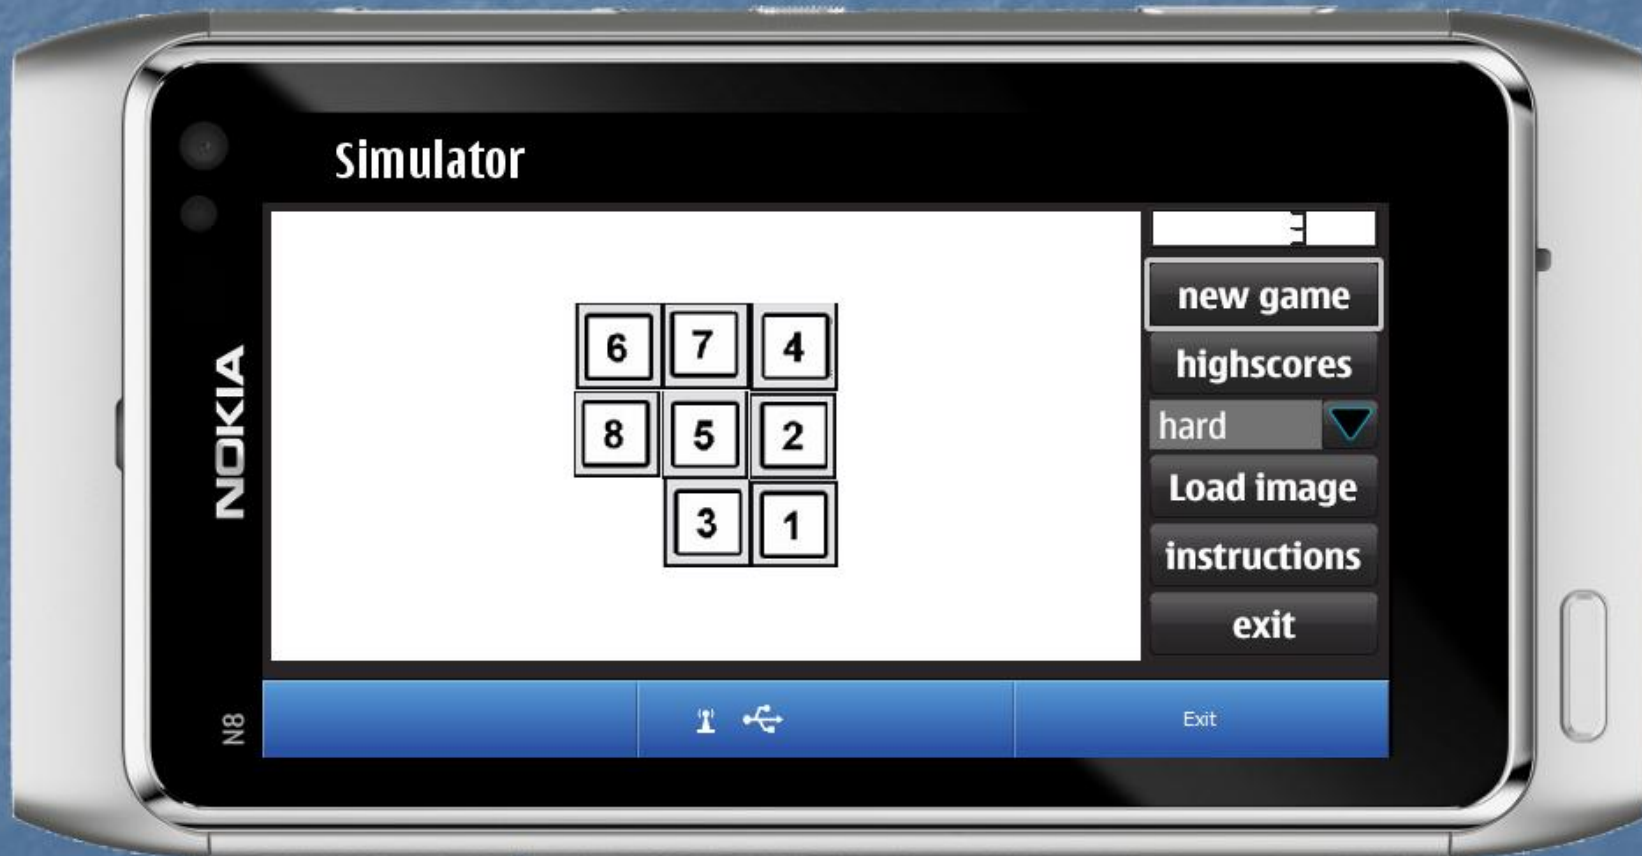 Simulator
NOKIA
N8
6 7 4
8 5 2
3 1
new game
highscores
hard
Load image
instructions
exit
Exit